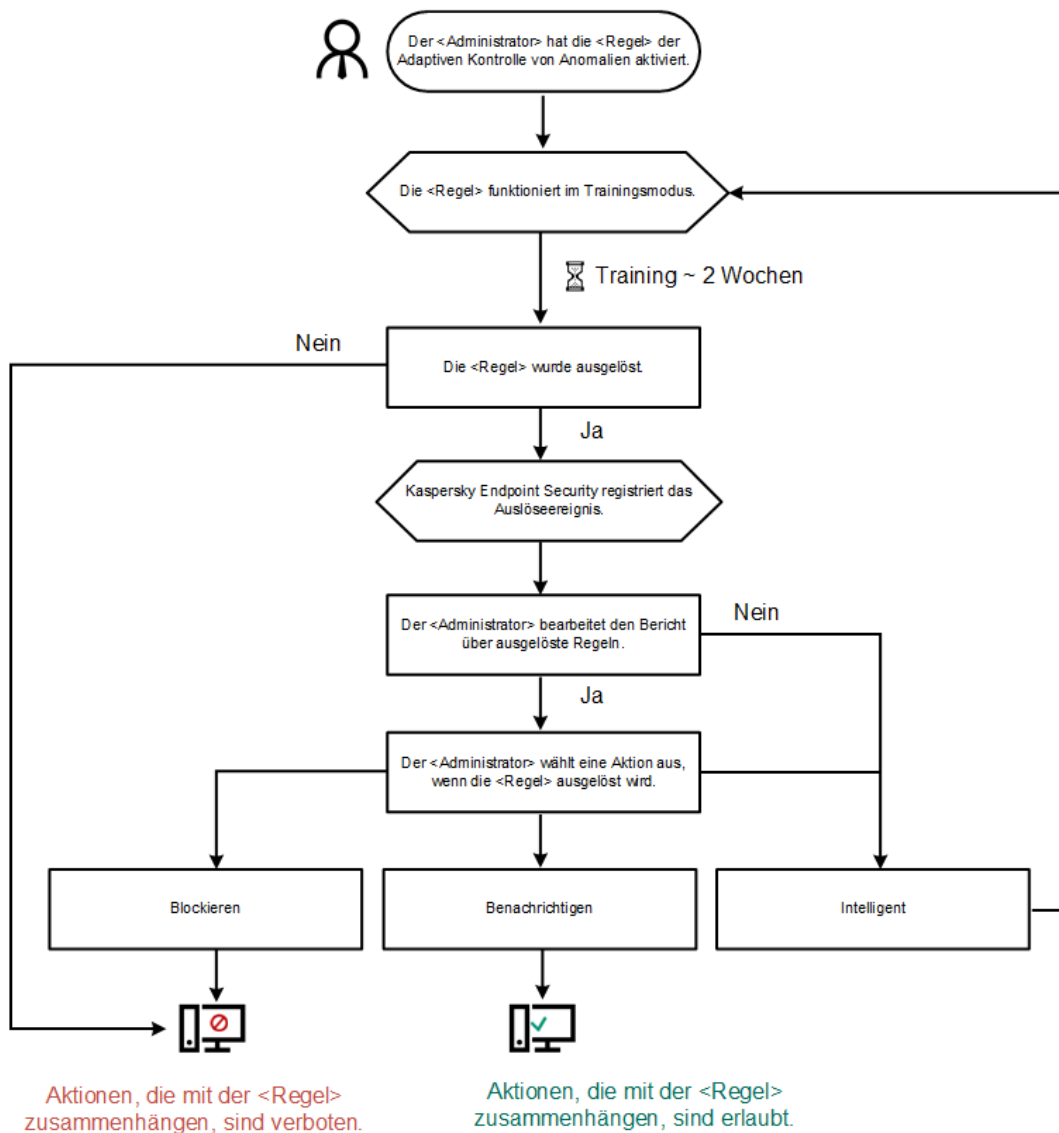 Der <Administrator> hat die <Regel> der
Adaptiven Kontrolle von Anomalien aktiviert.
Die <Regel> funktioniert im Trainingsmodus.
Training ~ 2 Wochen
Nein
Die <Regel> wurde ausgelöst.
Ja
Kaspersky Endpoint Security registriert das
Auslöseereignis.
Der <Administrator> bearbeitet den Bericht
über ausgelöste Regeln.
Nein
Ja
Der <Administrator> wählt eine Aktion aus,
wenn die <Regel> ausgelöst wird.
Blockieren
Benachrichtigen
Intelligent
Aktionen, die mit der <Regel>
zusammenhängen, sind verboten.
Aktionen, die mit der <Regel>
zusammenhängen, sind erlaubt.